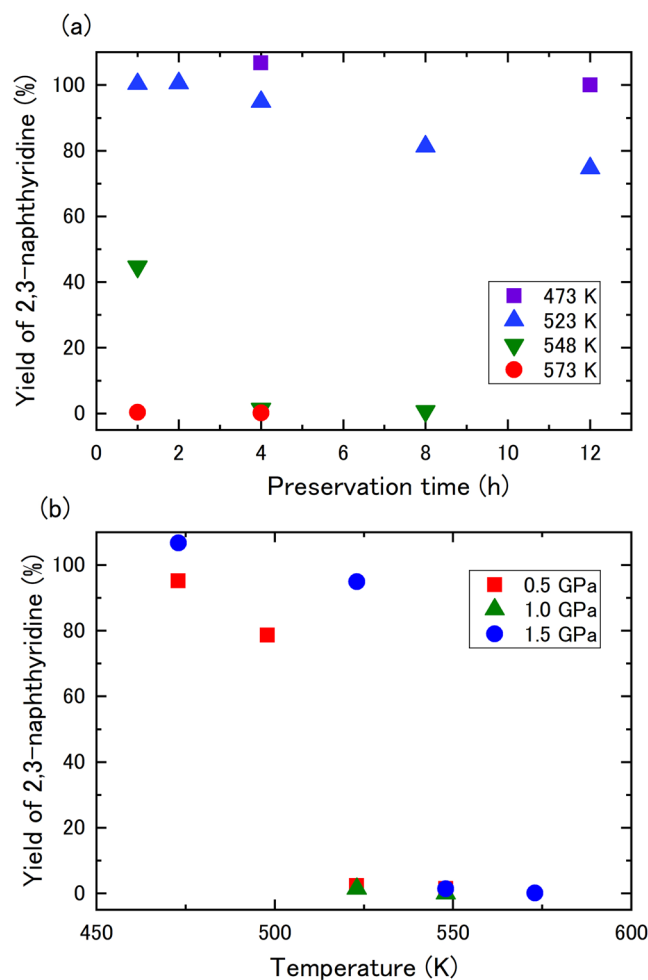 (a)
Yield of 2,3-naphthyridine (%)
100
80
60
40
20
0
473 K
523 K
548 K
573 K
0 2 4 6 8 10 12
Preservation time (h)
(b)
Yield of 2,3-naphthyridine (%)
100
80
60
40
20
0
0.5 GPa
1.0 GPa
1.5 GPa
450 500 550 600
Temperature (K)